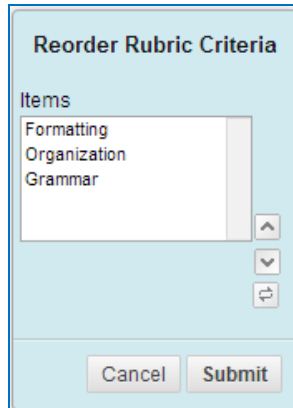 Reorder Rubric Criteria
Items
Formatting
Organization
Grammar
Cancel Submit